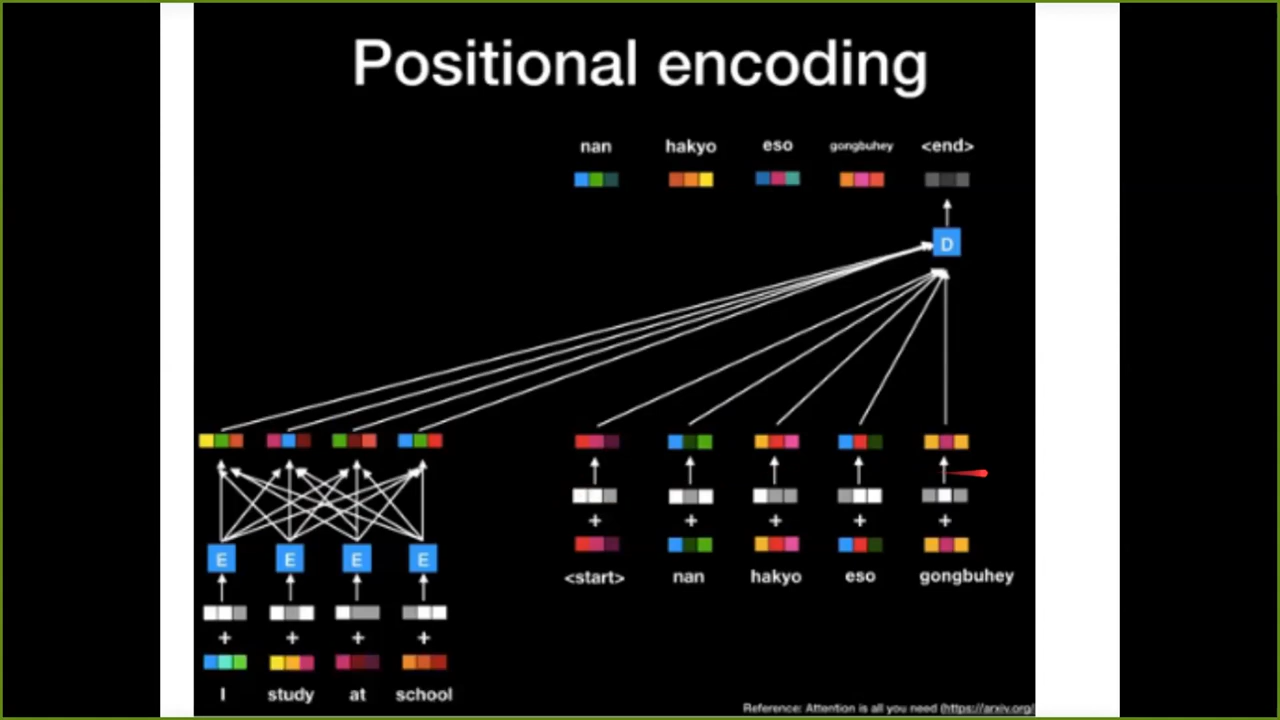 Positional encoding
nan hakyo eso gongbuhey <end>
D
E E E E
+ + + + +
<start> nan hakyo eso gongbuhey
+ + + +
I study at school
Reference: Attention is all you need (https://arxiv.org/